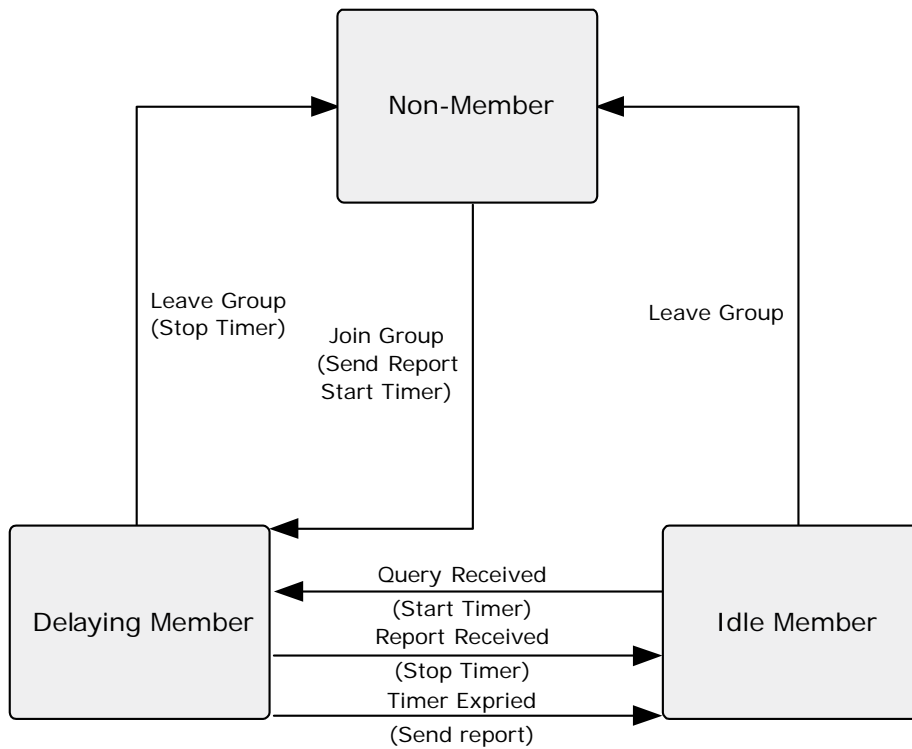 Non-Member
Leave Group
(Stop Timer)
Join Group
(Send Report
Start Timer)
Leave Group
Delaying Member
Query Received
(Start Timer)
Report Received
(Stop Timer)
Timer Expried
(Send report)
Idle Member